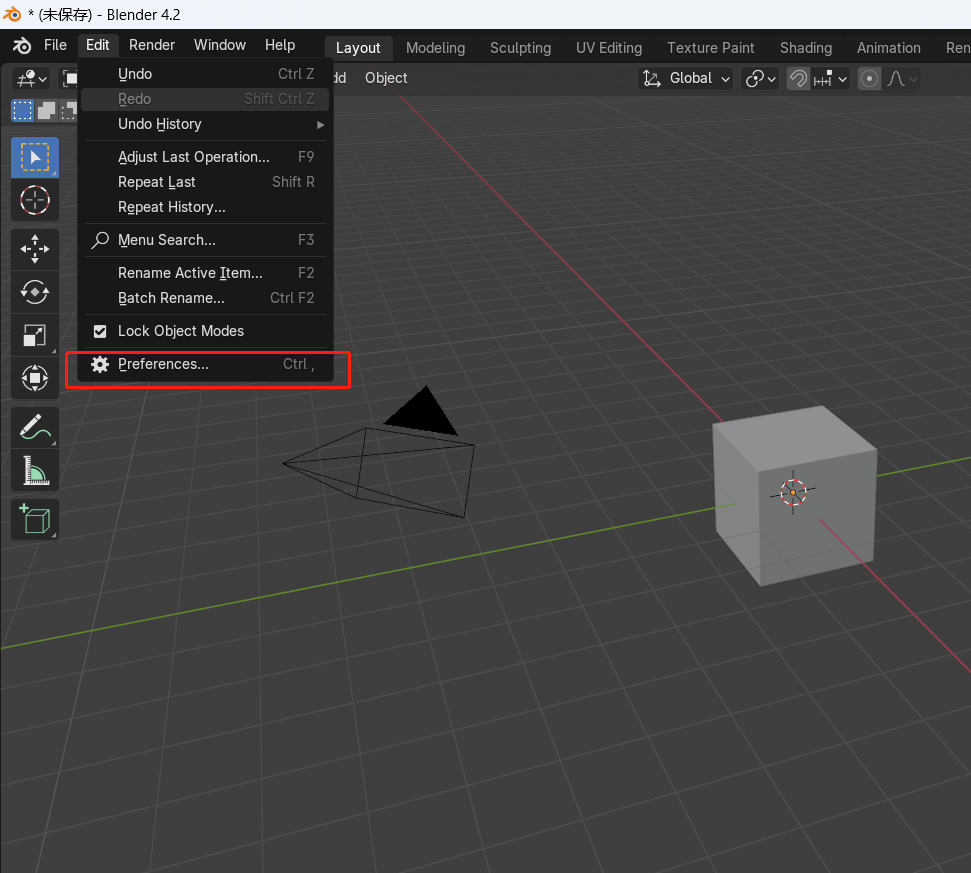 * (未保存) - Blender 4.2
File Edit Render Window Help Layout Modeling Sculpting UV Editing Texture Paint Shading Animation Ren
dd Object Global
Undo Ctrl Z
Redo Shift Ctrl Z
Undo History
Adjust Last Operation... F9
Repeat Last Shift R
Repeat History...
Menu Search... F3
Rename Active Item... F2
Batch Rename... Ctrl F2
Lock Object Modes
Preferences... Ctrl ,